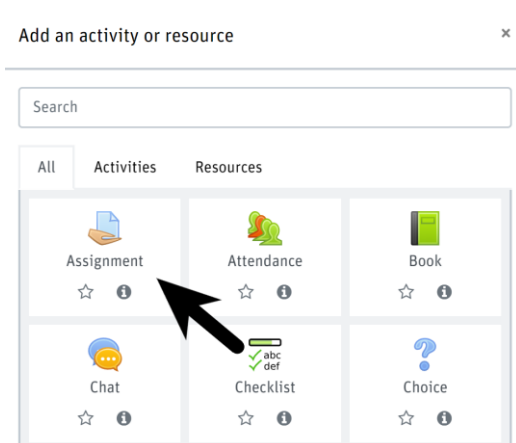 Add an activity or resource ×
Search
All Activities Resources
Assignment Attendance Book
abc
def
Chat Checklist Choice